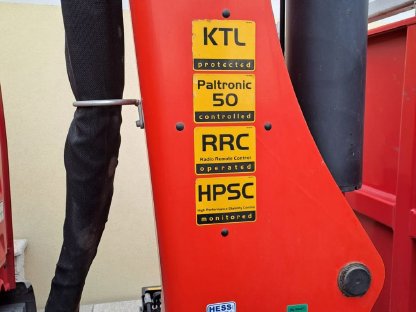 KTL
protected
Paltronic
50
controlled
RRC
Radio Remote Control
operated
HPSC
High Performance Stability Control
monitored
HESS